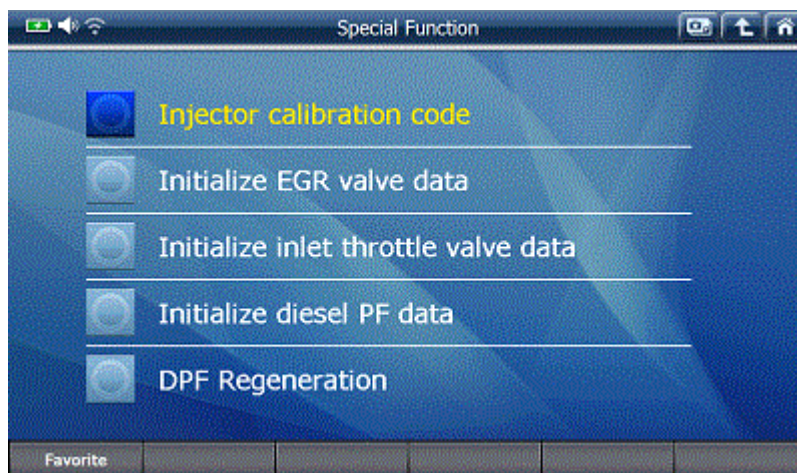 Special Function
Injector calibration code
Initialize EGR valve data
Initialize inlet throttle valve data
Initialize diesel PF data
DPF Regeneration
Favorite